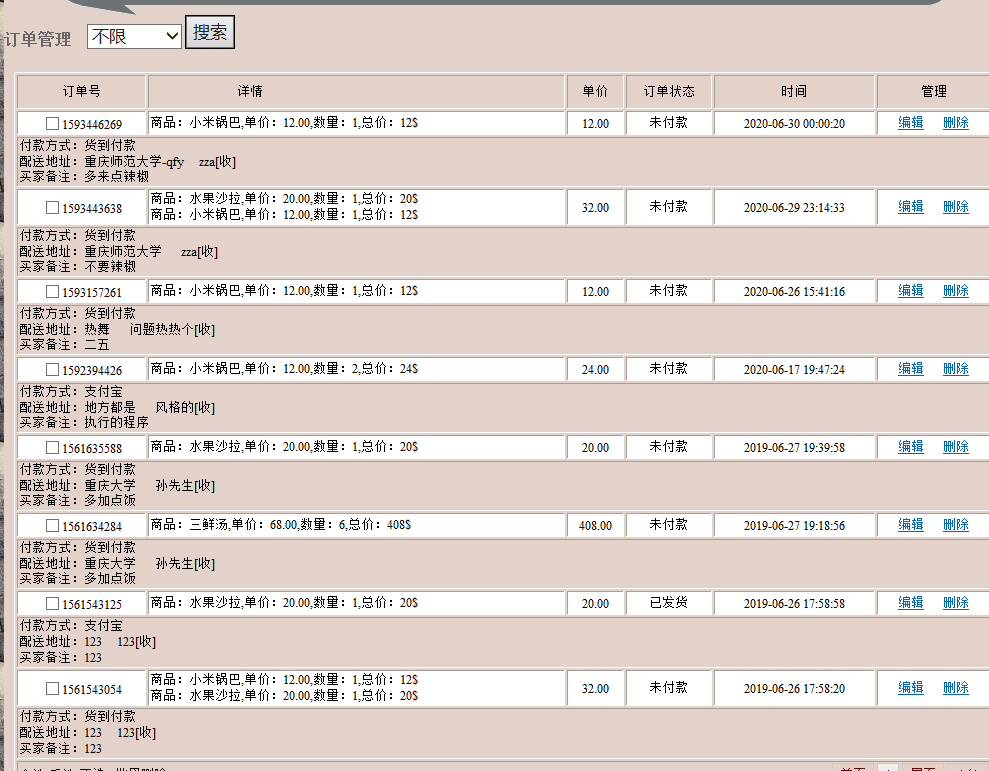 订单管理 不限 搜索
订单号 详情 单价 订单状态 时间 管理
1593446269 商品：小米锅巴,单价：12.00,数量：1,总价：12$ 12.00 未付款 2020-06-30 00:00:20 编辑 删除
付款方式：货到付款
配送地址：重庆师范大学-qfy zza[收]
买家备注：多来点辣椒
1593443638 商品：水果沙拉,单价：20.00,数量：1,总价：20$ 32.00 未付款 2020-06-29 23:14:33 编辑 删除
商品：小米锅巴,单价：12.00,数量：1,总价：12$
付款方式：货到付款
配送地址：重庆师范大学 zza[收]
买家备注：不要辣椒
1593157261 商品：小米锅巴,单价：12.00,数量：1,总价：12$ 12.00 未付款 2020-06-26 15:41:16 编辑 删除
付款方式：货到付款
配送地址：热舞 问题热热个[收]
买家备注：二五
1592394426 商品：小米锅巴,单价：12.00,数量：2,总价：24$ 24.00 未付款 2020-06-17 19:47:24 编辑 删除
付款方式：支付宝
配送地址：地方都是 风格的[收]
买家备注：执行的程序
1561635588 商品：水果沙拉,单价：20.00,数量：1,总价：20$ 20.00 未付款 2019-06-27 19:39:58 编辑 删除
付款方式：货到付款
配送地址：重庆大学 孙先生[收]
买家备注：多加点饭
1561634284 商品：三鲜汤,单价：68.00,数量：6,总价：408$ 408.00 未付款 2019-06-27 19:18:56 编辑 删除
付款方式：货到付款
配送地址：重庆大学 孙先生[收]
买家备注：多加点饭
1561543125 商品：水果沙拉,单价：20.00,数量：1,总价：20$ 20.00 已发货 2019-06-26 17:58:58 编辑 删除
付款方式：支付宝
配送地址：123 123[收]
买家备注：123
1561543054 商品：小米锅巴,单价：12.00,数量：1,总价：12$ 32.00 未付款 2019-06-26 17:58:20 编辑 删除
商品：水果沙拉,单价：20.00,数量：1,总价：20$
付款方式：货到付款
配送地址：123 123[收]
买家备注：123